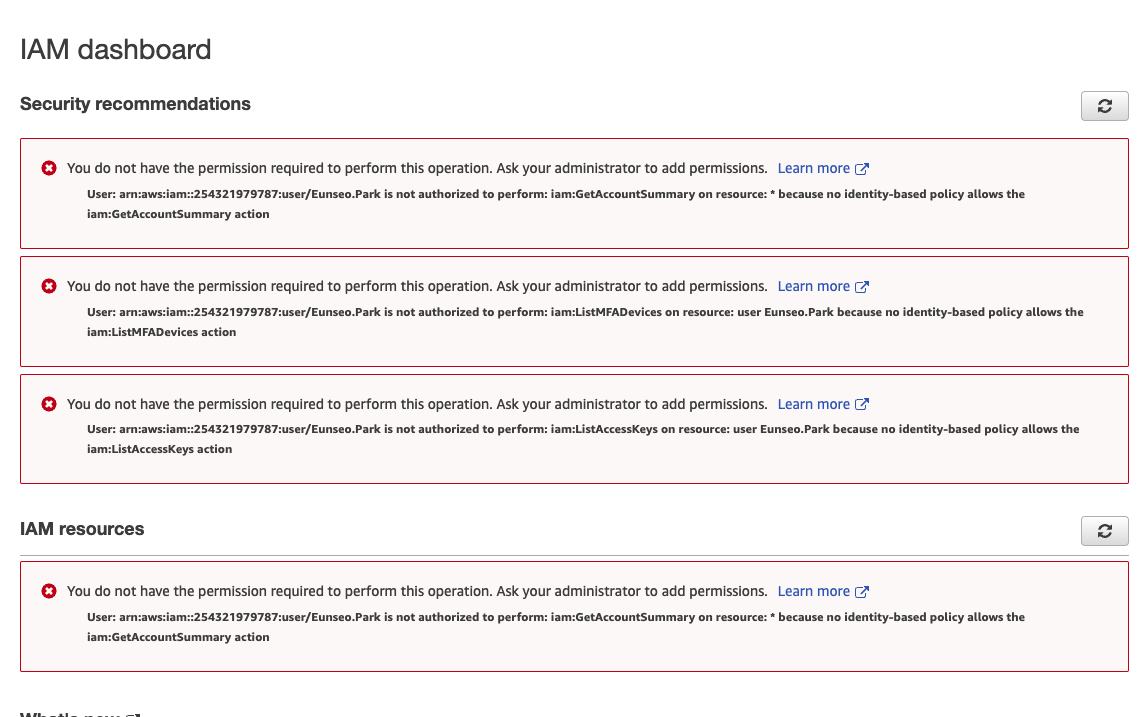 IAM dashboard
Security recommendations
You do not have the permission required to perform this operation. Ask your administrator to add permissions. Learn more
User: arn:aws:iam::254321979787:user/Eunseo.Park is not authorized to perform: iam:GetAccountSummary on resource: * because no identity-based policy allows the
iam:GetAccountSummary action
You do not have the permission required to perform this operation. Ask your administrator to add permissions. Learn more
User: arn:aws:iam::254321979787:user/Eunseo.Park is not authorized to perform: iam:ListMFADevices on resource: user Eunseo.Park because no identity-based policy allows the
iam:ListMFADevices action
You do not have the permission required to perform this operation. Ask your administrator to add permissions. Learn more
User: arn:aws:iam::254321979787:user/Eunseo.Park is not authorized to perform: iam:ListAccessKeys on resource: user Eunseo.Park because no identity-based policy allows the
iam:ListAccessKeys action
IAM resources
You do not have the permission required to perform this operation. Ask your administrator to add permissions. Learn more
User: arn:aws:iam::254321979787:user/Eunseo.Park is not authorized to perform: iam:GetAccountSummary on resource: * because no identity-based policy allows the
iam:GetAccountSummary action
What's new